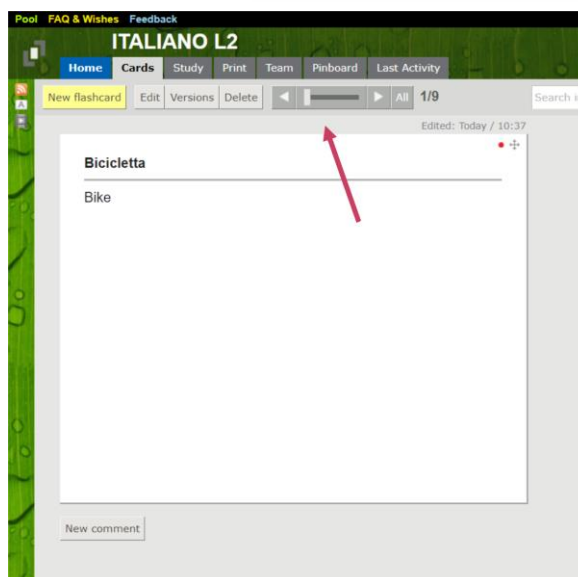 Pool FAQ & Wishes Feedback
ITALIANO L2
Home Cards Study Print Team Pinboard Last Activity
New flashcard Edit Versions Delete All 1/9 Search i
Edited: Today / 10:37
Bicicletta
Bike
New comment